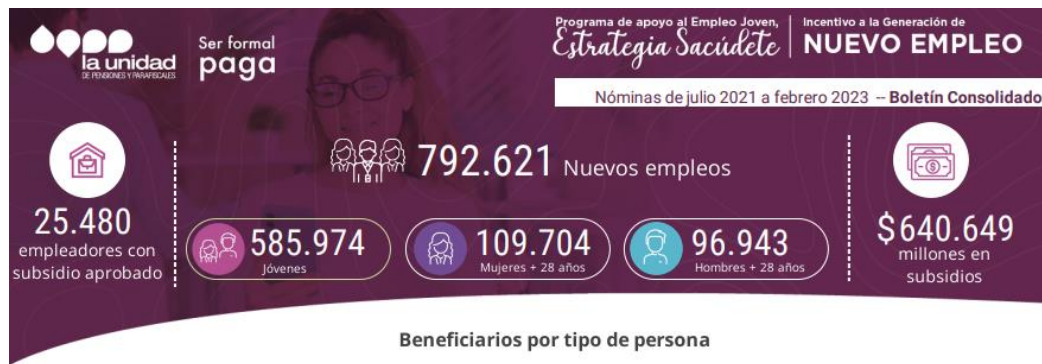 la unidad
DE PENSIONES Y PARAFISCALES
Ser formal
paga
Programa de apoyo al Empleo Joven,
Estrategia Sacúdete
Incentivo a la Generación de
NUEVO EMPLEO
Nóminas de julio 2021 a febrero 2023 -- Boletín Consolidado
25.480
empleadores con
subsidio aprobado
792.621 Nuevos empleos
585.974
Jóvenes
109.704
Mujeres + 28 años
96.943
Hombres + 28 años
$640.649
millones en
subsidios
Beneficiarios por tipo de persona